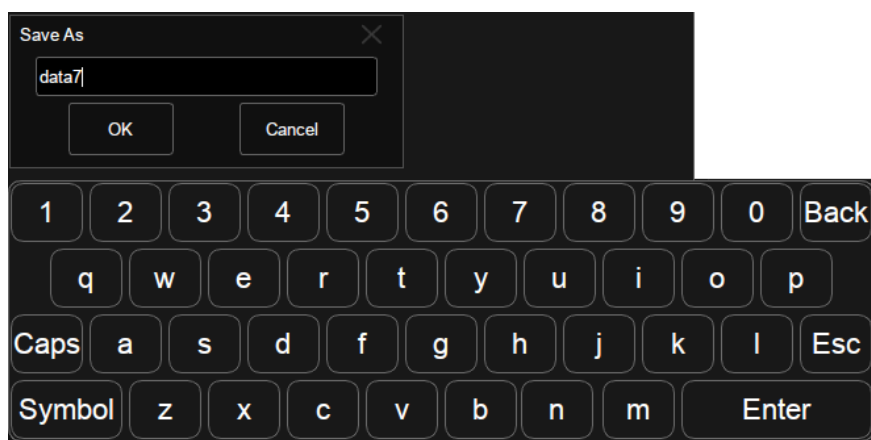 Save As
data7
OK Cancel
1 2 3 4 5 6 7 8 9 0 Back
q w e r t y u i o p
Caps a s d f g h j k l Esc
Symbol z x c v b n m Enter